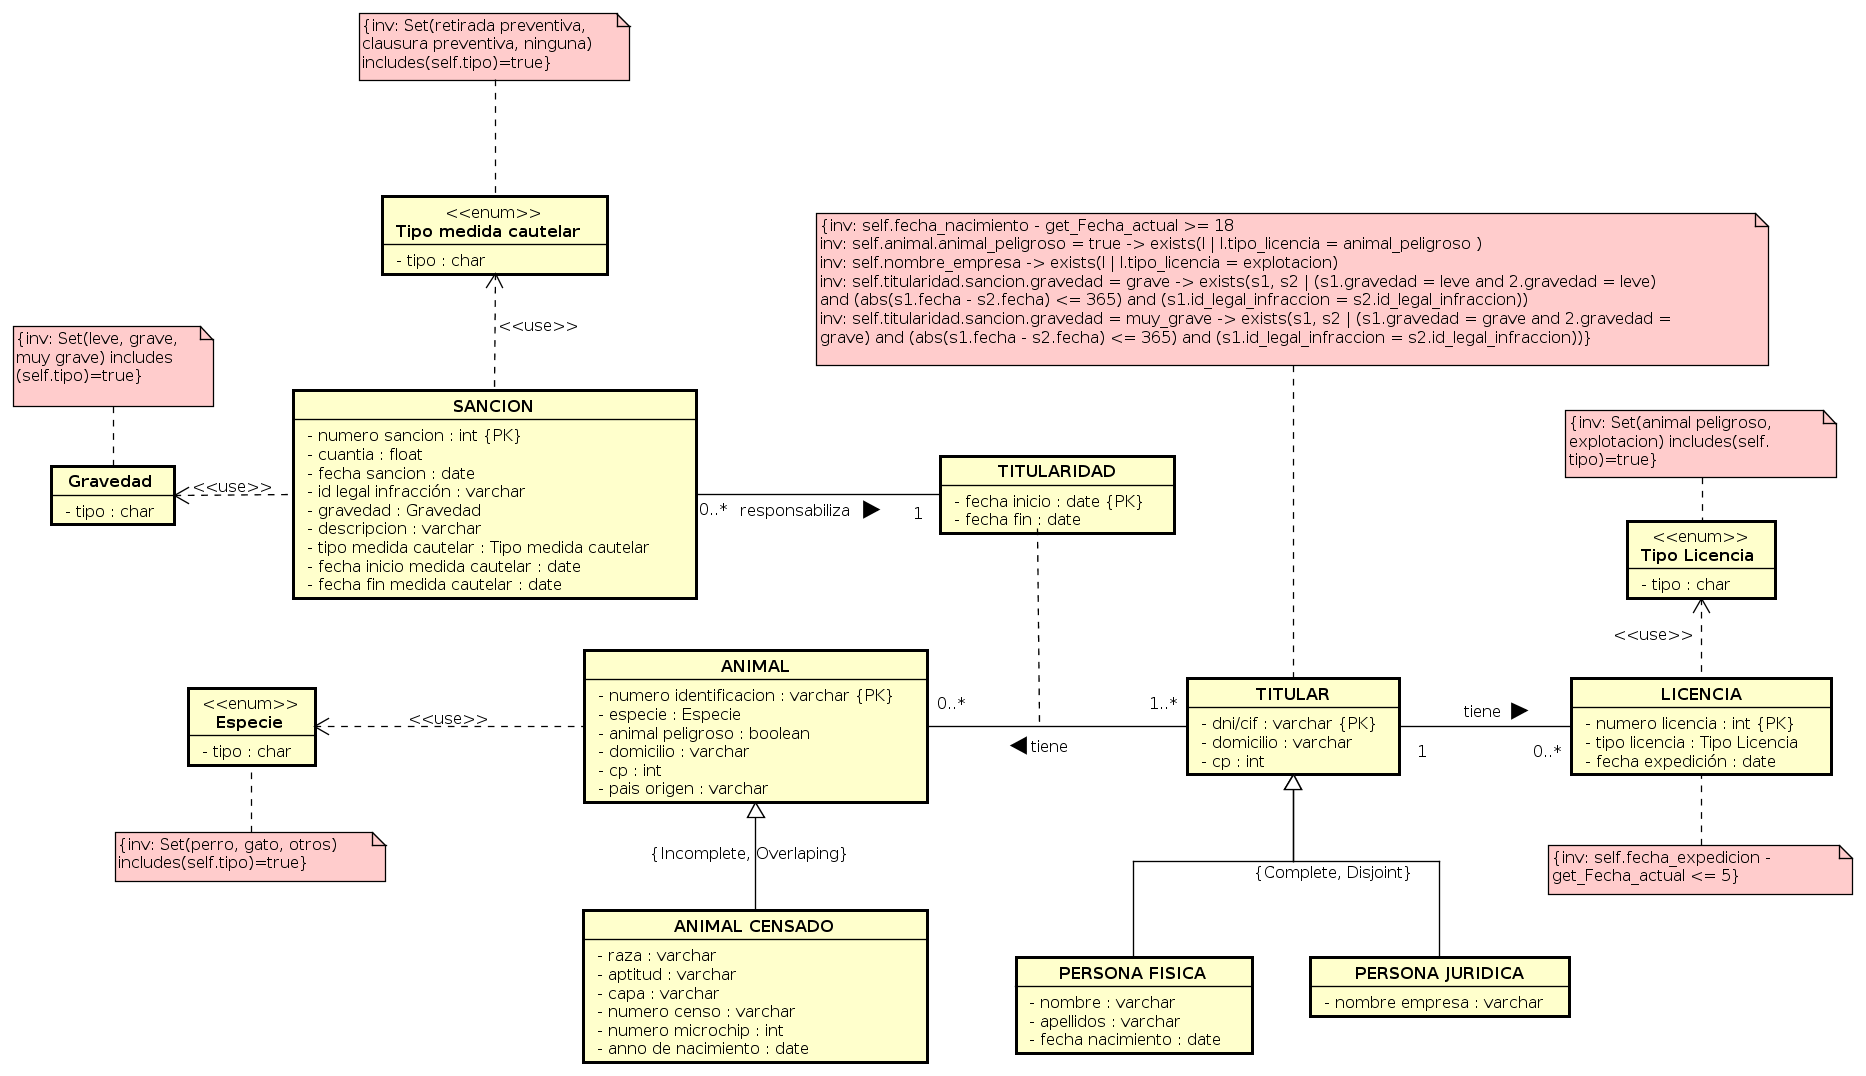 {inv: Set(retirada preventiva,
clausura preventiva, ninguna)
includes(self.tipo)=true}
<<enum>>
Tipo medida cautelar
- tipo : char
<<use>>
{inv: Set(leve, grave,
muy grave) includes
(self.tipo)=true}
Gravedad
- tipo : char
<<use>>
SANCION
- numero sancion : int {PK}
- cuantia : float
- fecha sancion : date
- id legal infracción : varchar
- gravedad : Gravedad
- descripcion : varchar
- tipo medida cautelar : Tipo medida cautelar
- fecha inicio medida cautelar : date
- fecha fin medida cautelar : date
0..*
responsabiliza
1
TITULARIDAD
- fecha inicio : date {PK}
- fecha fin : date
{inv: self.fecha_nacimiento - get_Fecha_actual >= 18
inv: self.animal.animal_peligroso = true -> exists(l | l.tipo_licencia = animal_peligroso )
inv: self.nombre_empresa -> exists(l | l.tipo_licencia = explotacion)
inv: self.titularidad.sancion.gravedad = grave -> exists(s1, s2 | (s1.gravedad = leve and 2.gravedad = leve)
and (abs(s1.fecha - s2.fecha) <= 365) and (s1.id_legal_infraccion = s2.id_legal_infraccion))
inv: self.titularidad.sancion.gravedad = muy_grave -> exists(s1, s2 | (s1.gravedad = grave and 2.gravedad =
grave) and (abs(s1.fecha - s2.fecha) <= 365) and (s1.id_legal_infraccion = s2.id_legal_infraccion))}
{inv: Set(animal peligroso,
explotacion) includes(self.
tipo)=true}
<<enum>>
Tipo Licencia
- tipo : char
<<use>>
<<enum>>
Especie
- tipo : char
<<use>>
{inv: Set(perro, gato, otros)
includes(self.tipo)=true}
ANIMAL
- numero identificacion : varchar {PK}
- especie : Especie
- animal peligroso : boolean
- domicilio : varchar
- cp : int
- pais origen : varchar
0..*
tiene
1..*
TITULAR
- dni/cif : varchar {PK}
- domicilio : varchar
- cp : int
1
tiene
0..*
LICENCIA
- numero licencia : int {PK}
- tipo licencia : Tipo Licencia
- fecha expedición : date
{inv: self.fecha_expedicion -
get_Fecha_actual <= 5}
{Incomplete, Overlaping}
{Complete, Disjoint}
ANIMAL CENSADO
- raza : varchar
- aptitud : varchar
- capa : varchar
- numero censo : varchar
- numero microchip : int
- anno de nacimiento : date
PERSONA FISICA
- nombre : varchar
- apellidos : varchar
- fecha nacimiento : date
PERSONA JURIDICA
- nombre empresa : varchar